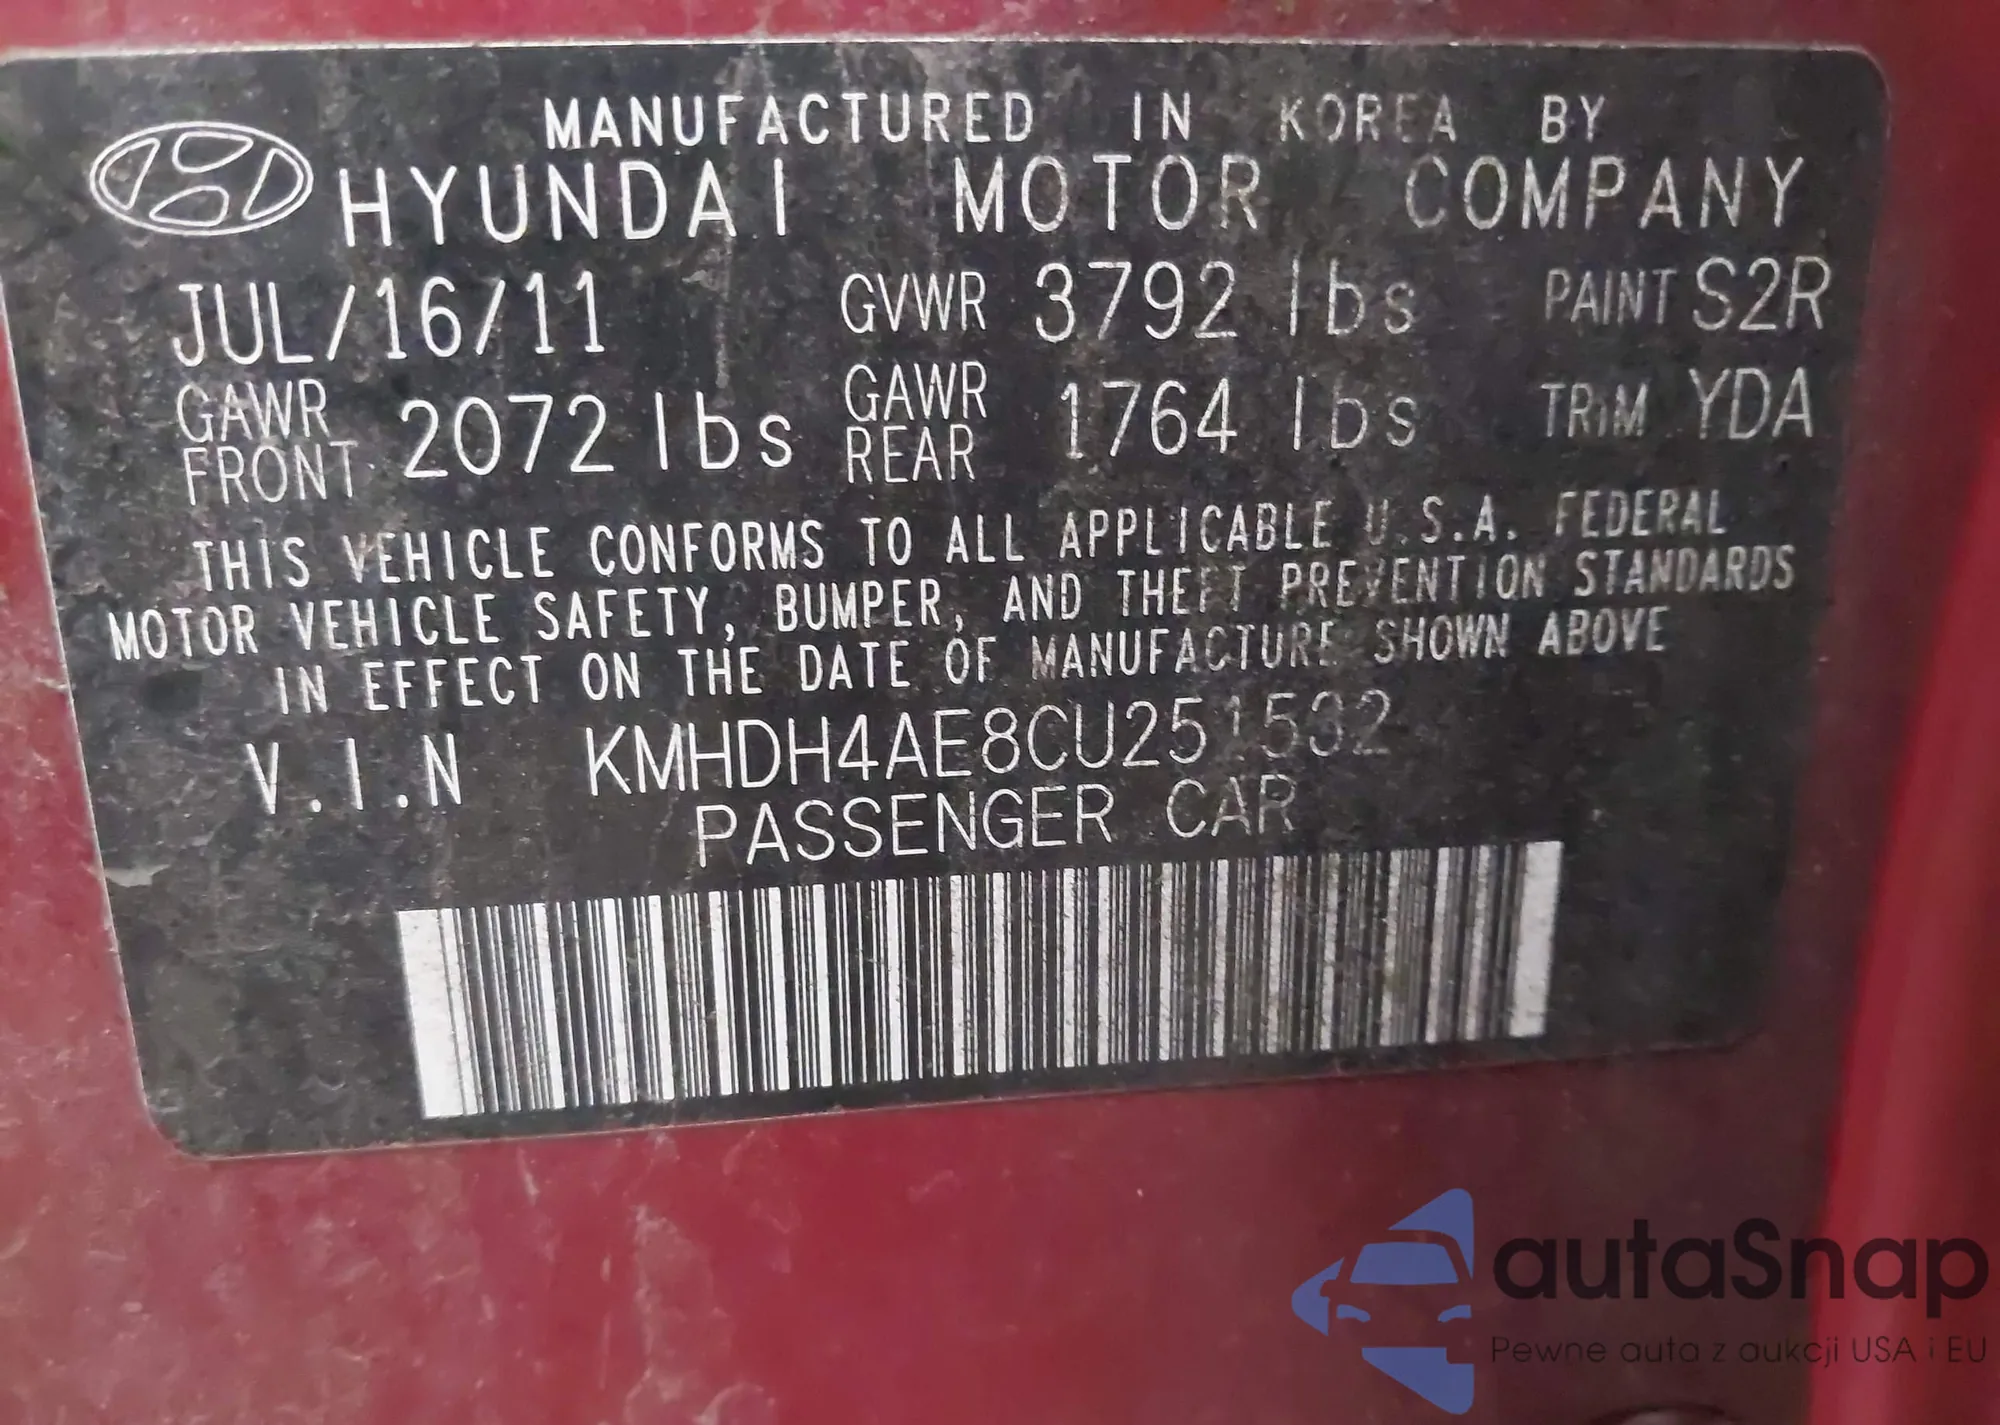 MANUFACTURED IN KOREA BY
HYUNDAI MOTOR COMPANY
JUL/16/11 GVWR 3792 lbs PAINT S2R
GAWR FRONT 2072 lbs GAWR REAR 1764 lbs TRIM YDA
THIS VEHICLE CONFORMS TO ALL APPLICABLE U.S.A. FEDERAL
MOTOR VEHICLE SAFETY, BUMPER, AND THEFT PREVENTION STANDARDS
IN EFFECT ON THE DATE OF MANUFACTURE SHOWN ABOVE
V.I.N KMHDH4AE8CU251532
PASSENGER CAR
autaSnap
Pewne auta z aukcji USA i EU